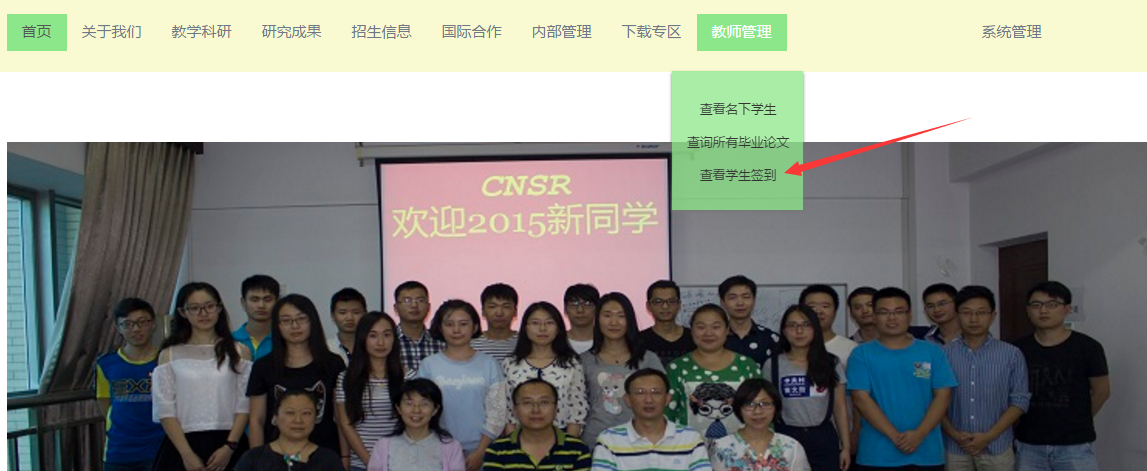 首页 关于我们 教学科研 研究成果 招生信息 国际合作 内部管理 下载专区 教师管理 系统管理
查看名下学生
查询所有毕业论文
查看学生签到
CNSR
欢迎2015新同学